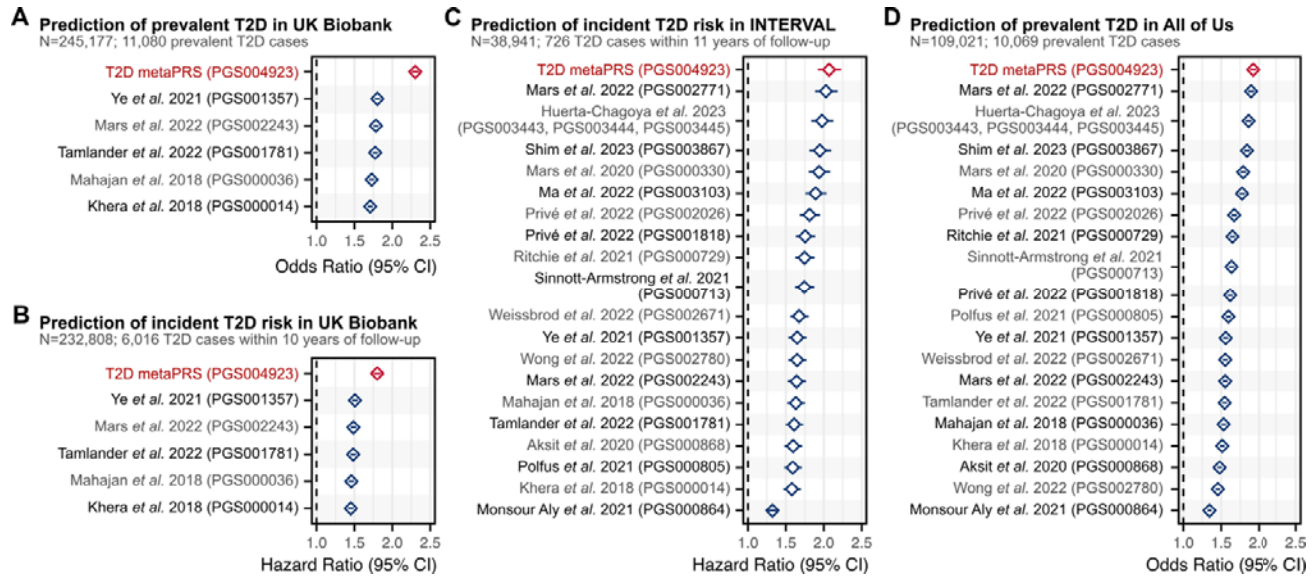 A Prediction of prevalent T2D in UK Biobank
N=245,177; 11,080 prevalent T2D cases
T2D metaPRS (PGS004923)
Ye et al. 2021 (PGS001357)
Mars et al. 2022 (PGS002243)
Tamlander et al. 2022 (PGS001781)
Mahajan et al. 2018 (PGS000036)
Khera et al. 2018 (PGS000014)
1.0 1.5 2.0 2.5
Odds Ratio (95% CI)
B Prediction of incident T2D risk in UK Biobank
N=232,808; 6,016 T2D cases within 10 years of follow-up
T2D metaPRS (PGS004923)
Ye et al. 2021 (PGS001357)
Mars et al. 2022 (PGS002243)
Tamlander et al. 2022 (PGS001781)
Mahajan et al. 2018 (PGS000036)
Khera et al. 2018 (PGS000014)
1.0 1.5 2.0 2.5
Hazard Ratio (95% CI)
C Prediction of incident T2D risk in INTERVAL
N=38,941; 726 T2D cases within 11 years of follow-up
T2D metaPRS (PGS004923)
Mars et al. 2022 (PGS002771)
Huerta-Chagoya et al. 2023
(PGS003443, PGS003444, PGS003445)
Shim et al. 2023 (PGS003867)
Mars et al. 2020 (PGS000330)
Ma et al. 2022 (PGS003103)
Privé et al. 2022 (PGS002026)
Privé et al. 2022 (PGS001818)
Ritchie et al. 2021 (PGS000729)
Sinnott-Armstrong et al. 2021
(PGS000713)
Weissbrod et al. 2022 (PGS002671)
Ye et al. 2021 (PGS001357)
Wong et al. 2022 (PGS002780)
Mars et al. 2022 (PGS002243)
Mahajan et al. 2018 (PGS000036)
Tamlander et al. 2022 (PGS001781)
Aksit et al. 2020 (PGS000868)
Polfus et al. 2021 (PGS000805)
Khera et al. 2018 (PGS000014)
Monsour Aly et al. 2021 (PGS000864)
1.0 1.5 2.0 2.5
Hazard Ratio (95% CI)
D Prediction of prevalent T2D in All of Us
N=109,021; 10,069 prevalent T2D cases
T2D metaPRS (PGS004923)
Mars et al. 2022 (PGS002771)
Huerta-Chagoya et al. 2023
(PGS003443, PGS003444, PGS003445)
Shim et al. 2023 (PGS003867)
Mars et al. 2020 (PGS000330)
Ma et al. 2022 (PGS003103)
Privé et al. 2022 (PGS002026)
Ritchie et al. 2021 (PGS000729)
Sinnott-Armstrong et al. 2021
(PGS000713)
Privé et al. 2022 (PGS001818)
Polfus et al. 2021 (PGS000805)
Ye et al. 2021 (PGS001357)
Weissbrod et al. 2022 (PGS002671)
Mars et al. 2022 (PGS002243)
Tamlander et al. 2022 (PGS001781)
Mahajan et al. 2018 (PGS000036)
Khera et al. 2018 (PGS000014)
Aksit et al. 2020 (PGS000868)
Wong et al. 2022 (PGS002780)
Monsour Aly et al. 2021 (PGS000864)
1.0 1.5 2.0 2.5
Odds Ratio (95% CI)